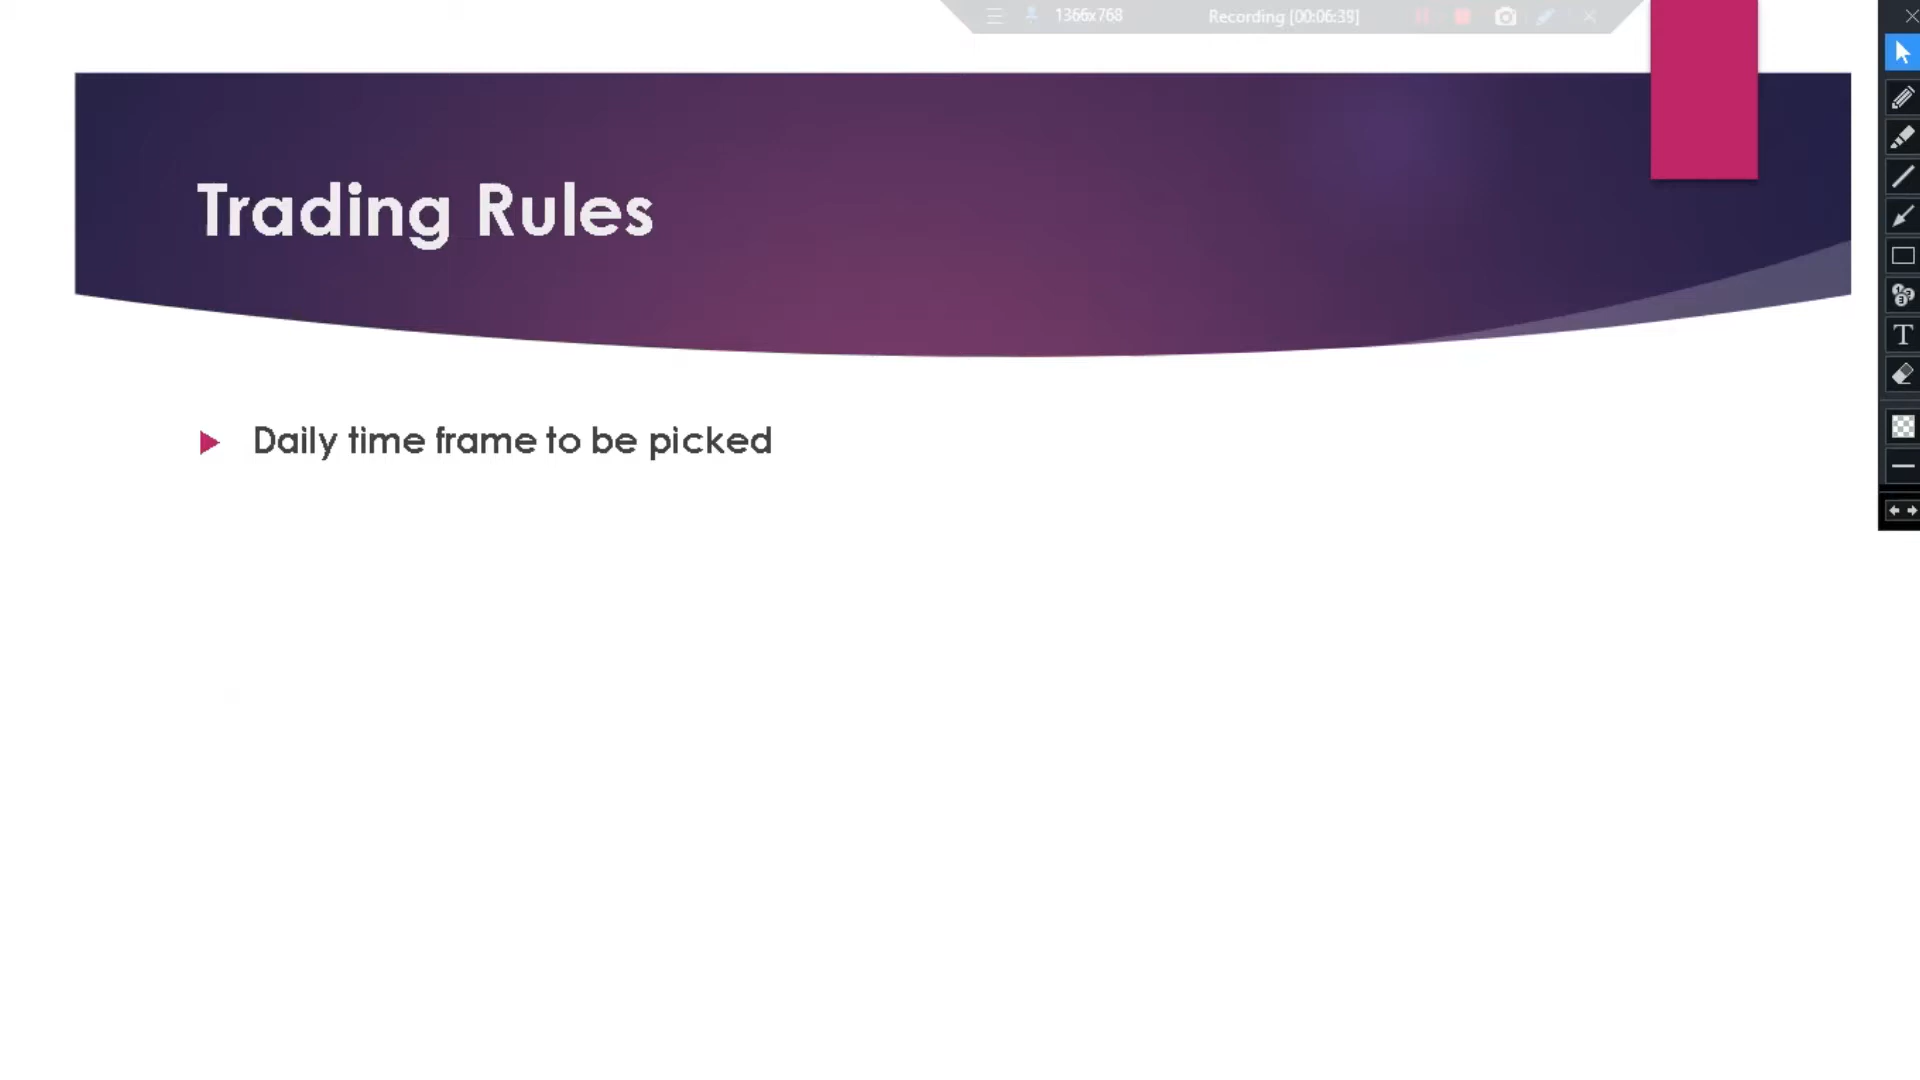 1366x768 Recording [00:06:39]
Trading Rules
Daily time frame to be picked
T